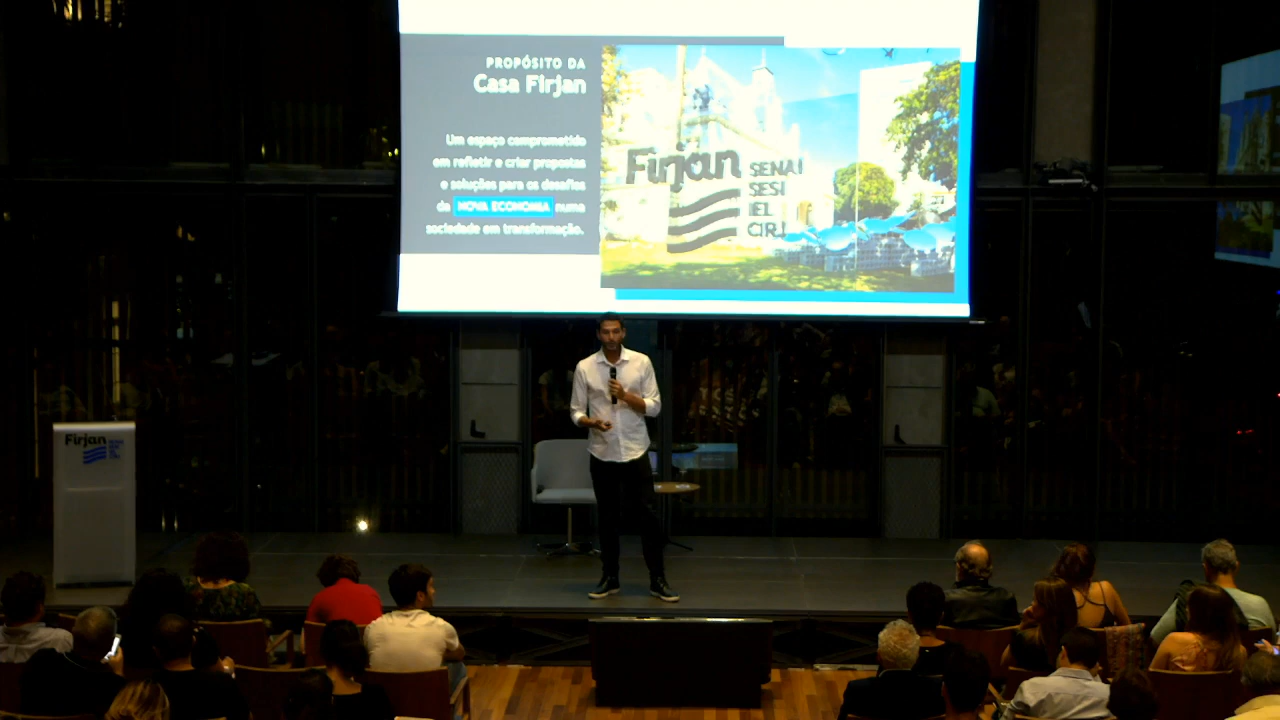 PROPÓSITO DA
Casa Firjan
Um espaço comprometido
em refletir e criar propostas
e soluções para os desafios
da NOVA ECONOMIA numa
sociedade em transformação.
Firjan
SENAI
SESI
IEL
CIRJ
Firjan